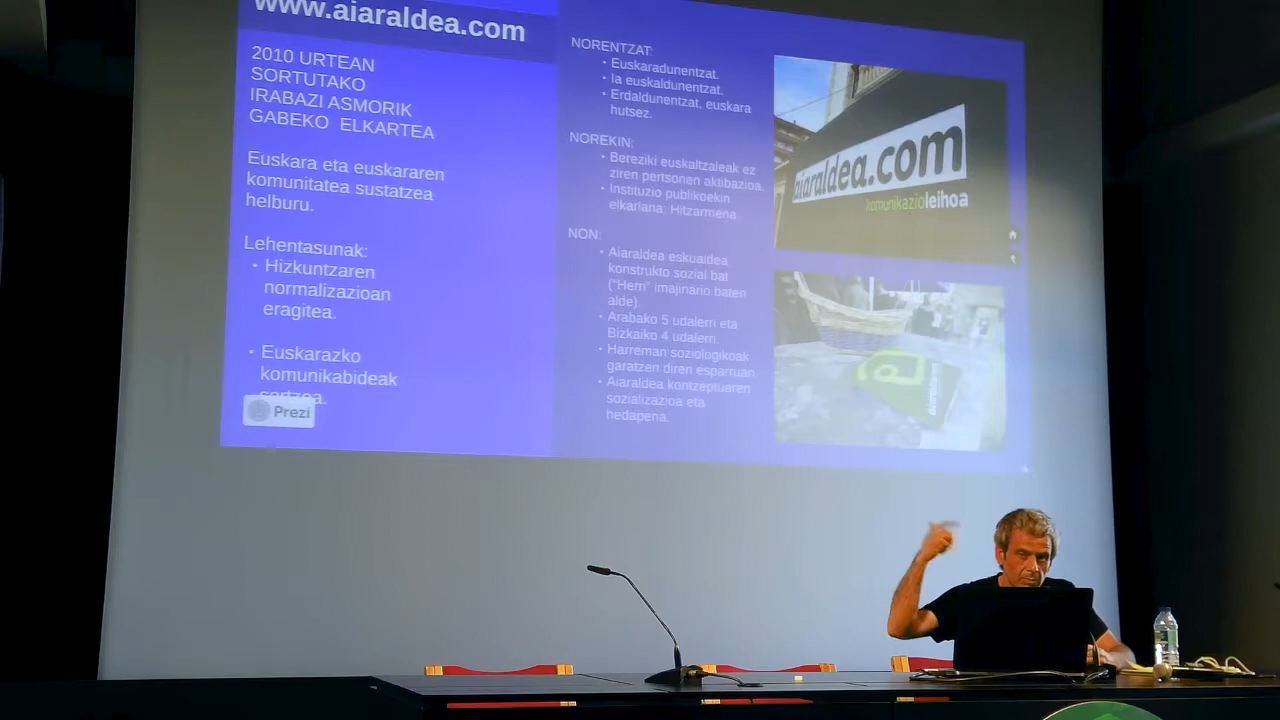 www.aiaraldea.com
2010 URTEAN
SORTUTAKO
IRABAZI ASMORIK
GABEKO ELKARTEA
Euskara eta euskararen
komunitatea sustatzea
helburu.
Lehentasunak:
• Hizkuntzaren
normalizazioan
eragitea.
• Euskarazko
komunikabideak
sortzea.
Prezi
NORENTZAT:
• Euskaradunentzat.
• Ia euskaldunentzat.
• Erdaldunentzat, euskara
hutsez.
NOREKIN:
• Bereziki euskaltzaleak ez
ziren pertsonen aktibazioa.
• Instituzio publikoekin
elkarlana: Hitzarmena.
NON:
• Aiaraldea eskualdea,
konstrukto sozial bat
("Herri" imajinario baten
alde).
• Arabako 5 udalerri eta
Bizkaiko 4 udalerri.
• Harreman soziologikoak
garatzen diren esparruan.
• Aiaraldea kontzeptuaren
sozializazioa eta
hedapena.
aiaraldea.com
komunikazioleihoa